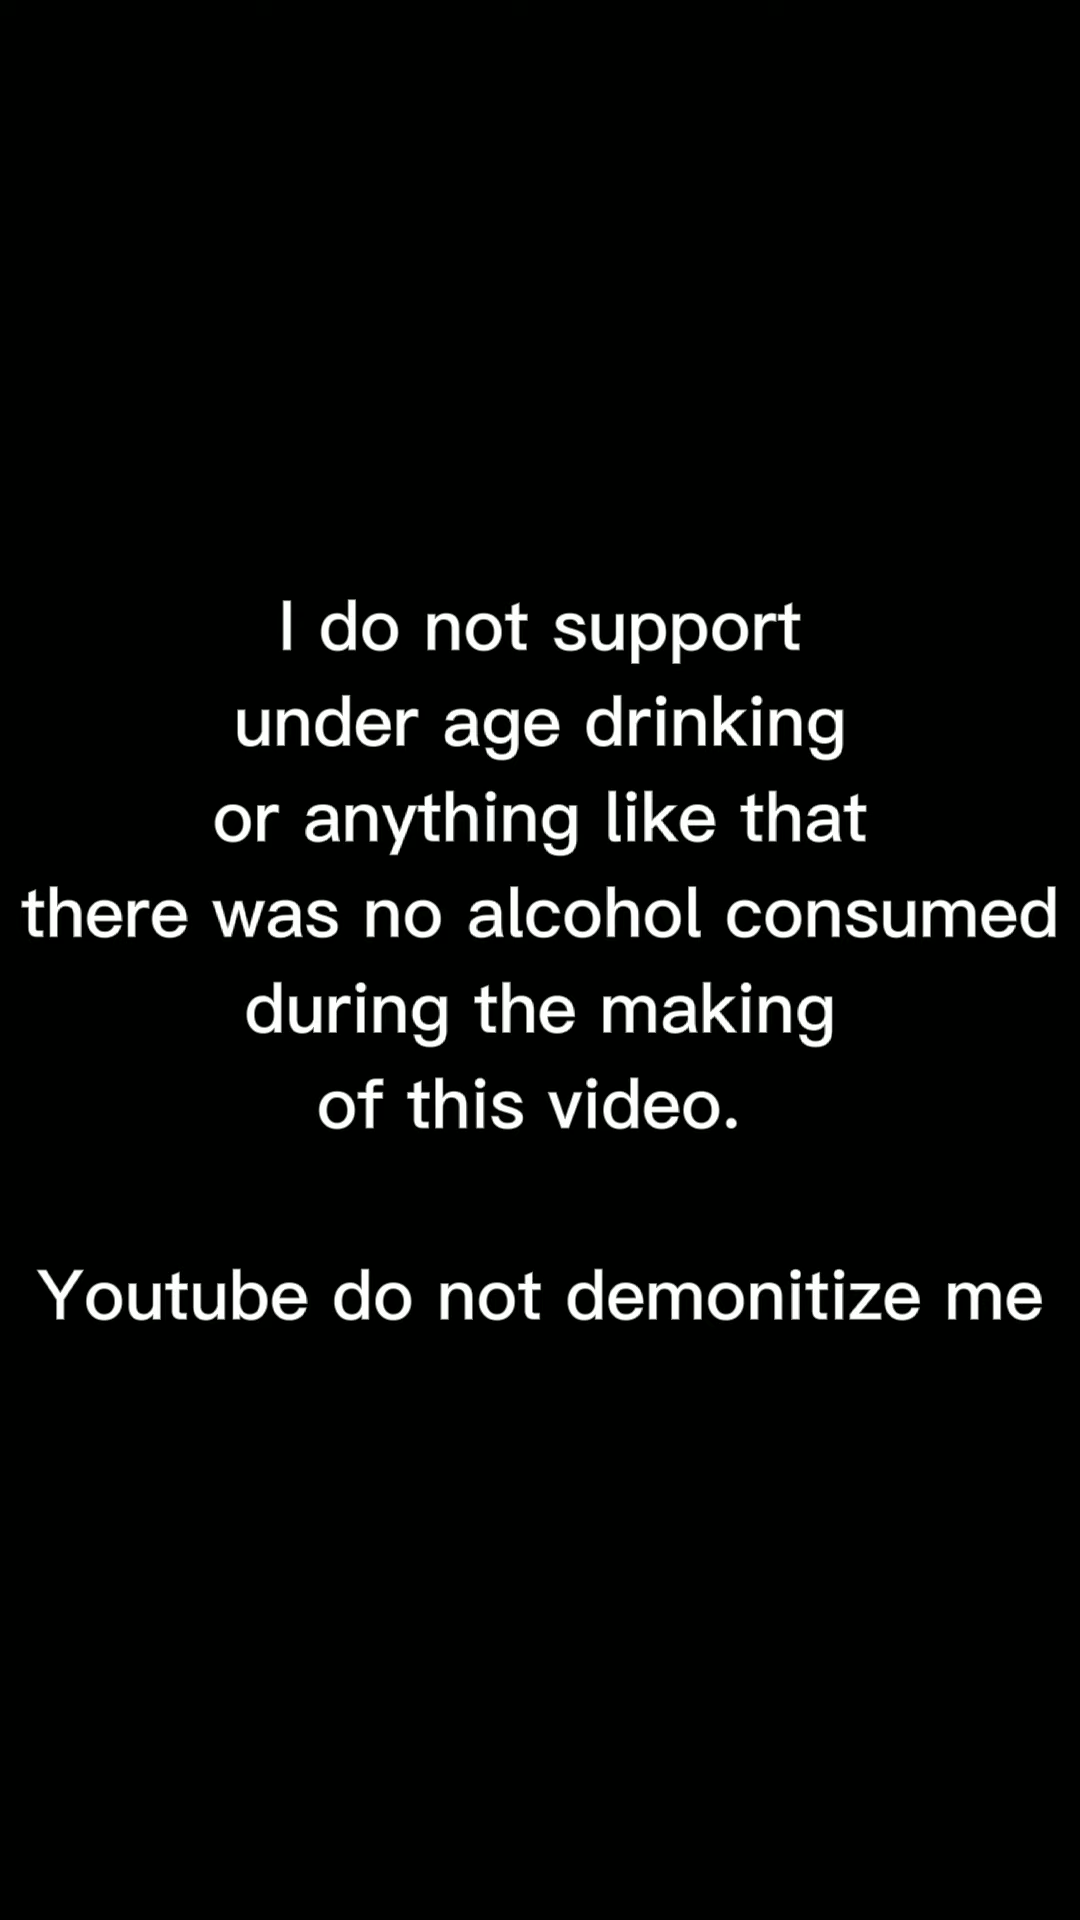 I do not support
under age drinking
or anything like that
there was no alcohol consumed
during the making
of this video.
Youtube do not demonitize me